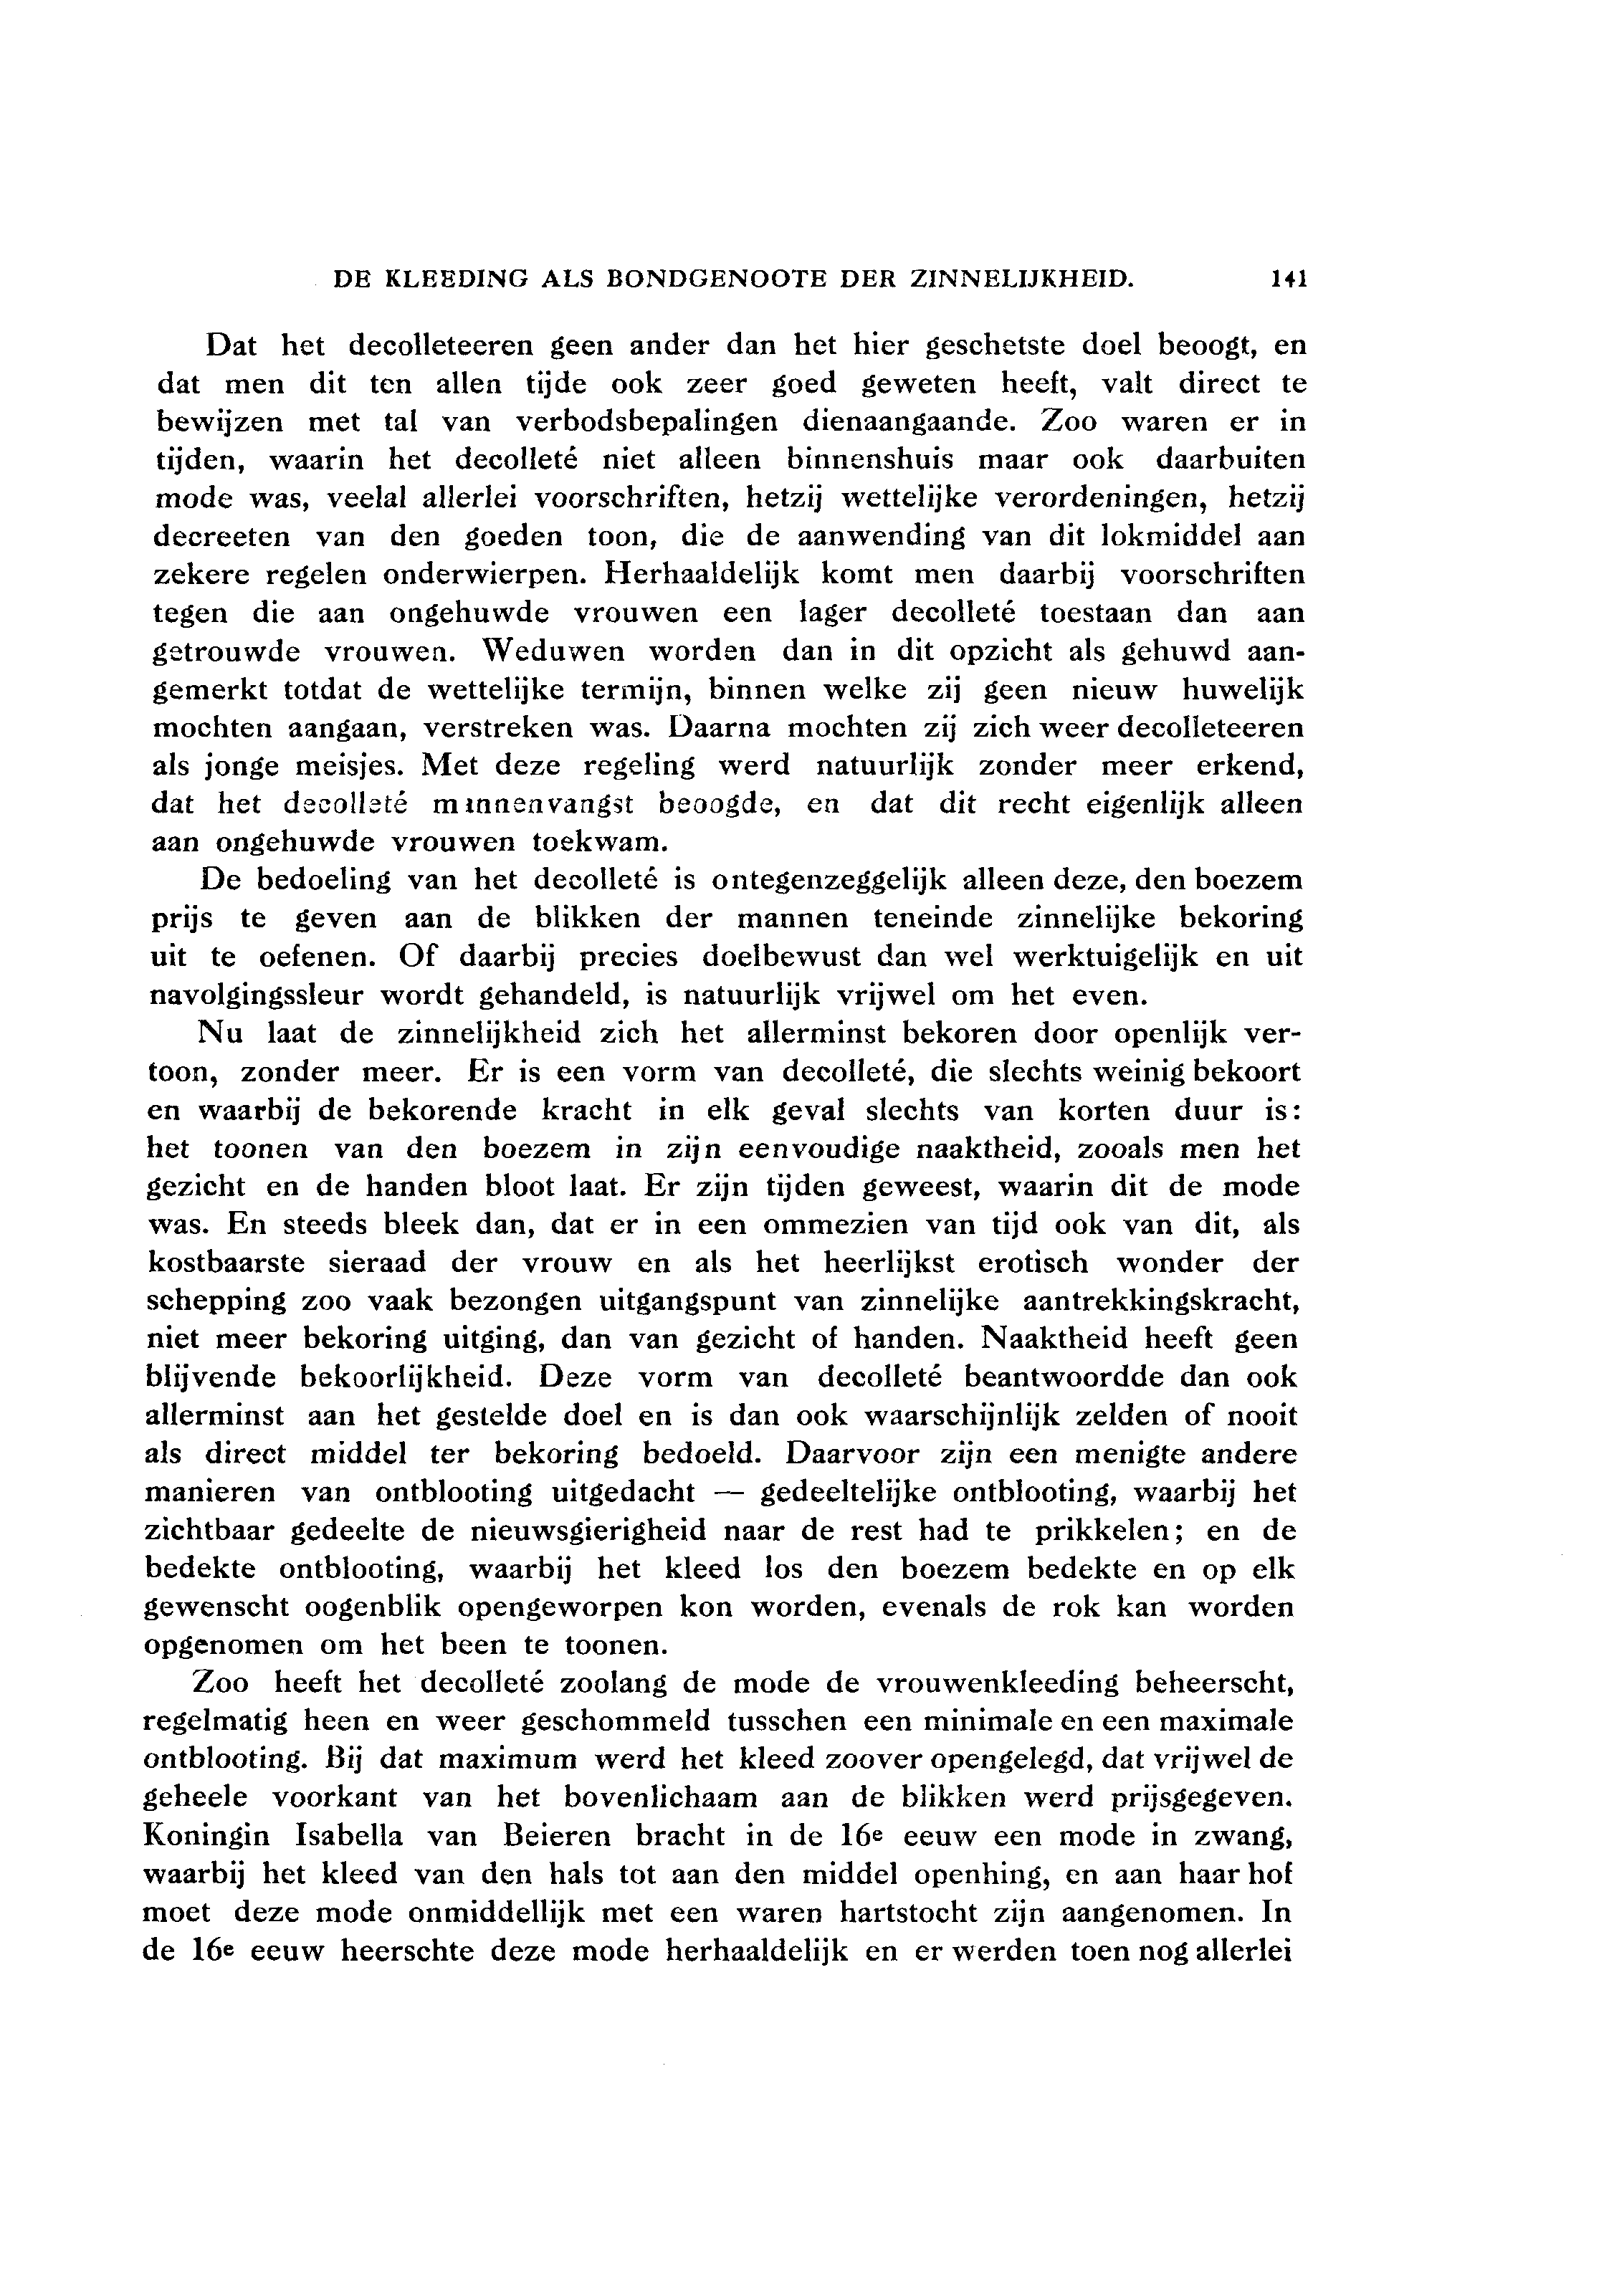 DE KLEEDING ALS BONDGENOOTE DER ZINNELIJKHEID. 141
Dat het decolleteeren geen ander dan het hier geschetste doel beoogt, en
dat men dit ten allen tijde ook zeer goed geweten heeft, valt direct te
bewijzen met tal van verbodsbepalingen dienaangaande. Zoo waren er in
tijden, waarin het decolleté niet alleen binnenshuis maar ook daarbuiten
mode was, veelal allerlei voorschriften, hetzij wettelijke verordeningen, hetzij
decreeten van den goeden toon, die de aanwending van dit lokmiddel aan
zekere regelen onderwierpen. Herhaaldelijk komt men daarbij voorschriften
tegen die aan ongehuwde vrouwen een lager decolleté toestaan dan aan
getrouwde vrouwen. Weduwen worden dan in dit opzicht als gehuwd aan-
gemerkt totdat de wettelijke termijn, binnen welke zij geen nieuw huwelijk
mochten aangaan, verstreken was. Daarna mochten zij zich weer decolleteeren
als jonge meisjes. Met deze regeling werd natuurlijk zonder meer erkend,
dat het decolleté mannenvangst beoogde, en dat dit recht eigenlijk alleen
aan ongehuwde vrouwen toekwam.
De bedoeling van het decolleté is ontegenzeggelijk alleen deze, den boezem
prijs te geven aan de blikken der mannen teneinde zinnelijke bekoring
uit te oefenen. Of daarbij precies doelbewust dan wel werktuigelijk en uit
navolgingssleur wordt gehandeld, is natuurlijk vrijwel om het even.
Nu laat de zinnelijkheid zich het allerminst bekoren door openlijk ver-
toon, zonder meer. Er is een vorm van decolleté, die slechts weinig bekoort
en waarbij de bekorende kracht in elk geval slechts van korten duur is:
het toonen van den boezem in zijn eenvoudige naaktheid, zooals men het
gezicht en de handen bloot laat. Er zijn tijden geweest, waarin dit de mode
was. En steeds bleek dan, dat er in een ommezien van tijd ook van dit, als
kostbaarste sieraad der vrouw en als het heerlijkst erotisch wonder der
schepping zoo vaak bezongen uitgangspunt van zinnelijke aantrekkingskracht,
niet meer bekoring uitging, dan van gezicht of handen. Naaktheid heeft geen
blijvende bekoorlijkheid. Deze vorm van decolleté beantwoordde dan ook
allerminst aan het gestelde doel en is dan ook waarschijnlijk zelden of nooit
als direct middel ter bekoring bedoeld. Daarvoor zijn een menigte andere
manieren van ontblooting uitgedacht — gedeeltelijke ontblooting, waarbij het
zichtbaar gedeelte de nieuwsgierigheid naar de rest had te prikkelen; en de
bedekte ontblooting, waarbij het kleed los den boezem bedekte en op elk
gewenscht oogenblik opengeworpen kon worden, evenals de rok kan worden
opgenomen om het been te toonen.
Zoo heeft het decolleté zoolang de mode de vrouwenkleeding beheerscht,
regelmatig heen en weer geschommeld tusschen een minimale en een maximale
ontblooting. Bij dat maximum werd het kleed zoover opengelegd, dat vrijwel de
geheele voorkant van het bovenlichaam aan de blikken werd prijsgegeven.
Koningin Isabella van Beieren bracht in de 16e eeuw een mode in zwang,
waarbij het kleed van den hals tot aan den middel openhing, en aan haar hof
moet deze mode onmiddellijk met een waren hartstocht zijn aangenomen. In
de 16e eeuw heerschte deze mode herhaaldelijk en er werden toen nog allerlei